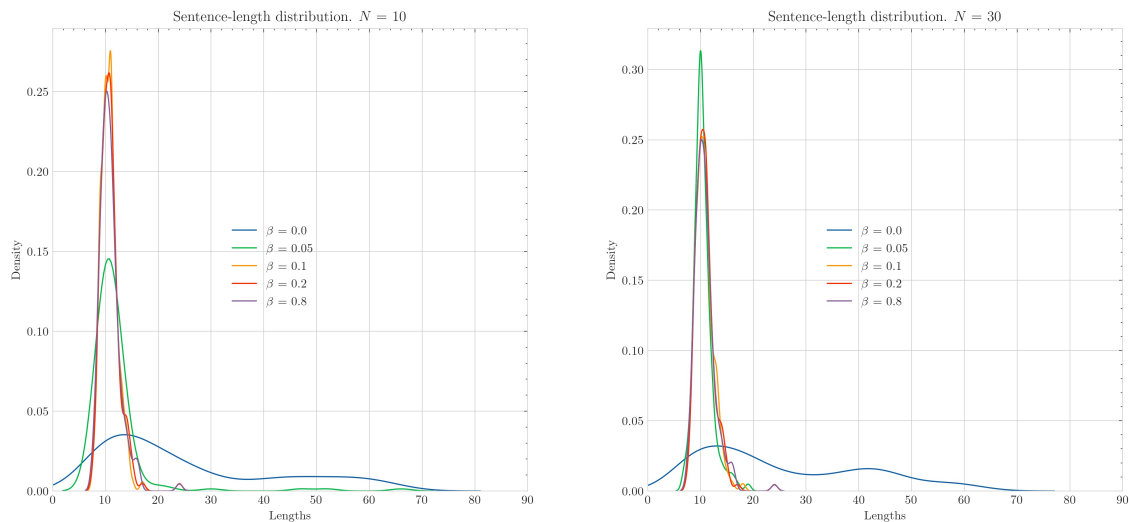 Sentence-length distribution. N = 10
0.25
0.20
0.15
0.10
0.05
0.00
Density
β = 0.0
β = 0.05
β = 0.1
β = 0.2
β = 0.8
0 10 20 30 40 50 60 70 80 90
Lengths
Sentence-length distribution. N = 30
0.30
0.25
0.20
0.15
0.10
0.05
0.00
Density
β = 0.0
β = 0.05
β = 0.1
β = 0.2
β = 0.8
0 10 20 30 40 50 60 70 80 90
Lengths